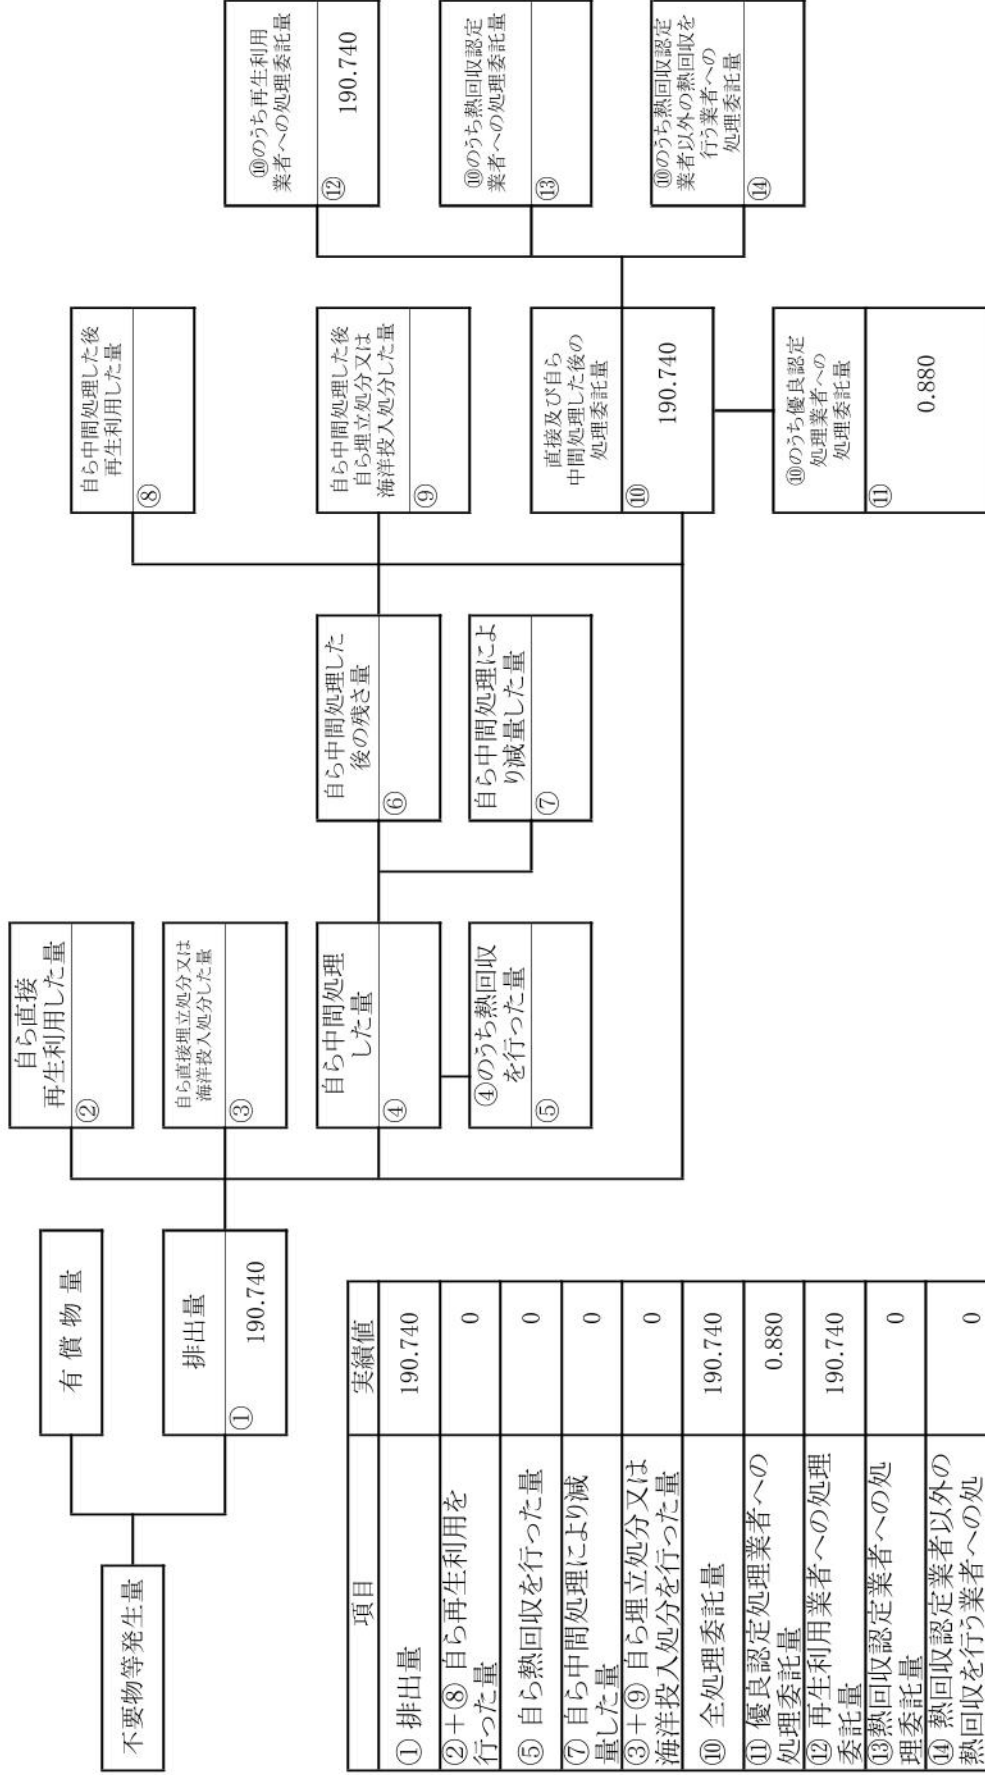 不要物等発生量
有償物量
排出量
①
190.740
自ら直接
再生利用した量
②
自ら直接埋立処分又は
海洋投入処分した量
③
自ら中間処理
した量
④
④のうち熱回収
を行った量
⑤
自ら中間処理した
後の残さ量
⑥
自ら中間処理によ
り減量した量
⑦
自ら中間処理した後
再生利用した量
⑧
自ら中間処理した後
自ら埋立処分又は
海洋投入処分した量
⑨
直接及び自ら
中間処理した後の
処理委託量
⑩
190.740
⑩のうち優良認定
処理業者への
処理委託量
⑪
0.880
⑩のうち再生利用
業者への処理委託量
⑫
190.740
⑩のうち熱回収認定
業者への処理委託量
⑬
⑩のうち熱回収認定
業者以外の熱回収を
行う業者への
処理委託量
⑭
項目 実績値
① 排出量 190.740
②＋⑧ 自ら再生利用を
行った量 0
⑤ 自ら熱回収を行った量 0
⑦ 自ら中間処理により減
量した量 0
③＋⑨ 自ら埋立処分又は
海洋投入処分を行った量 0
⑩ 全処理委託量 190.740
⑪ 優良認定処理業者への
処理委託量 0.880
⑫ 再生利用業者への処理
委託量 190.740
⑬熱回収認定業者への処
理委託量 0
⑭ 熱回収認定業者以外の
熱回収を行う業者への処 0